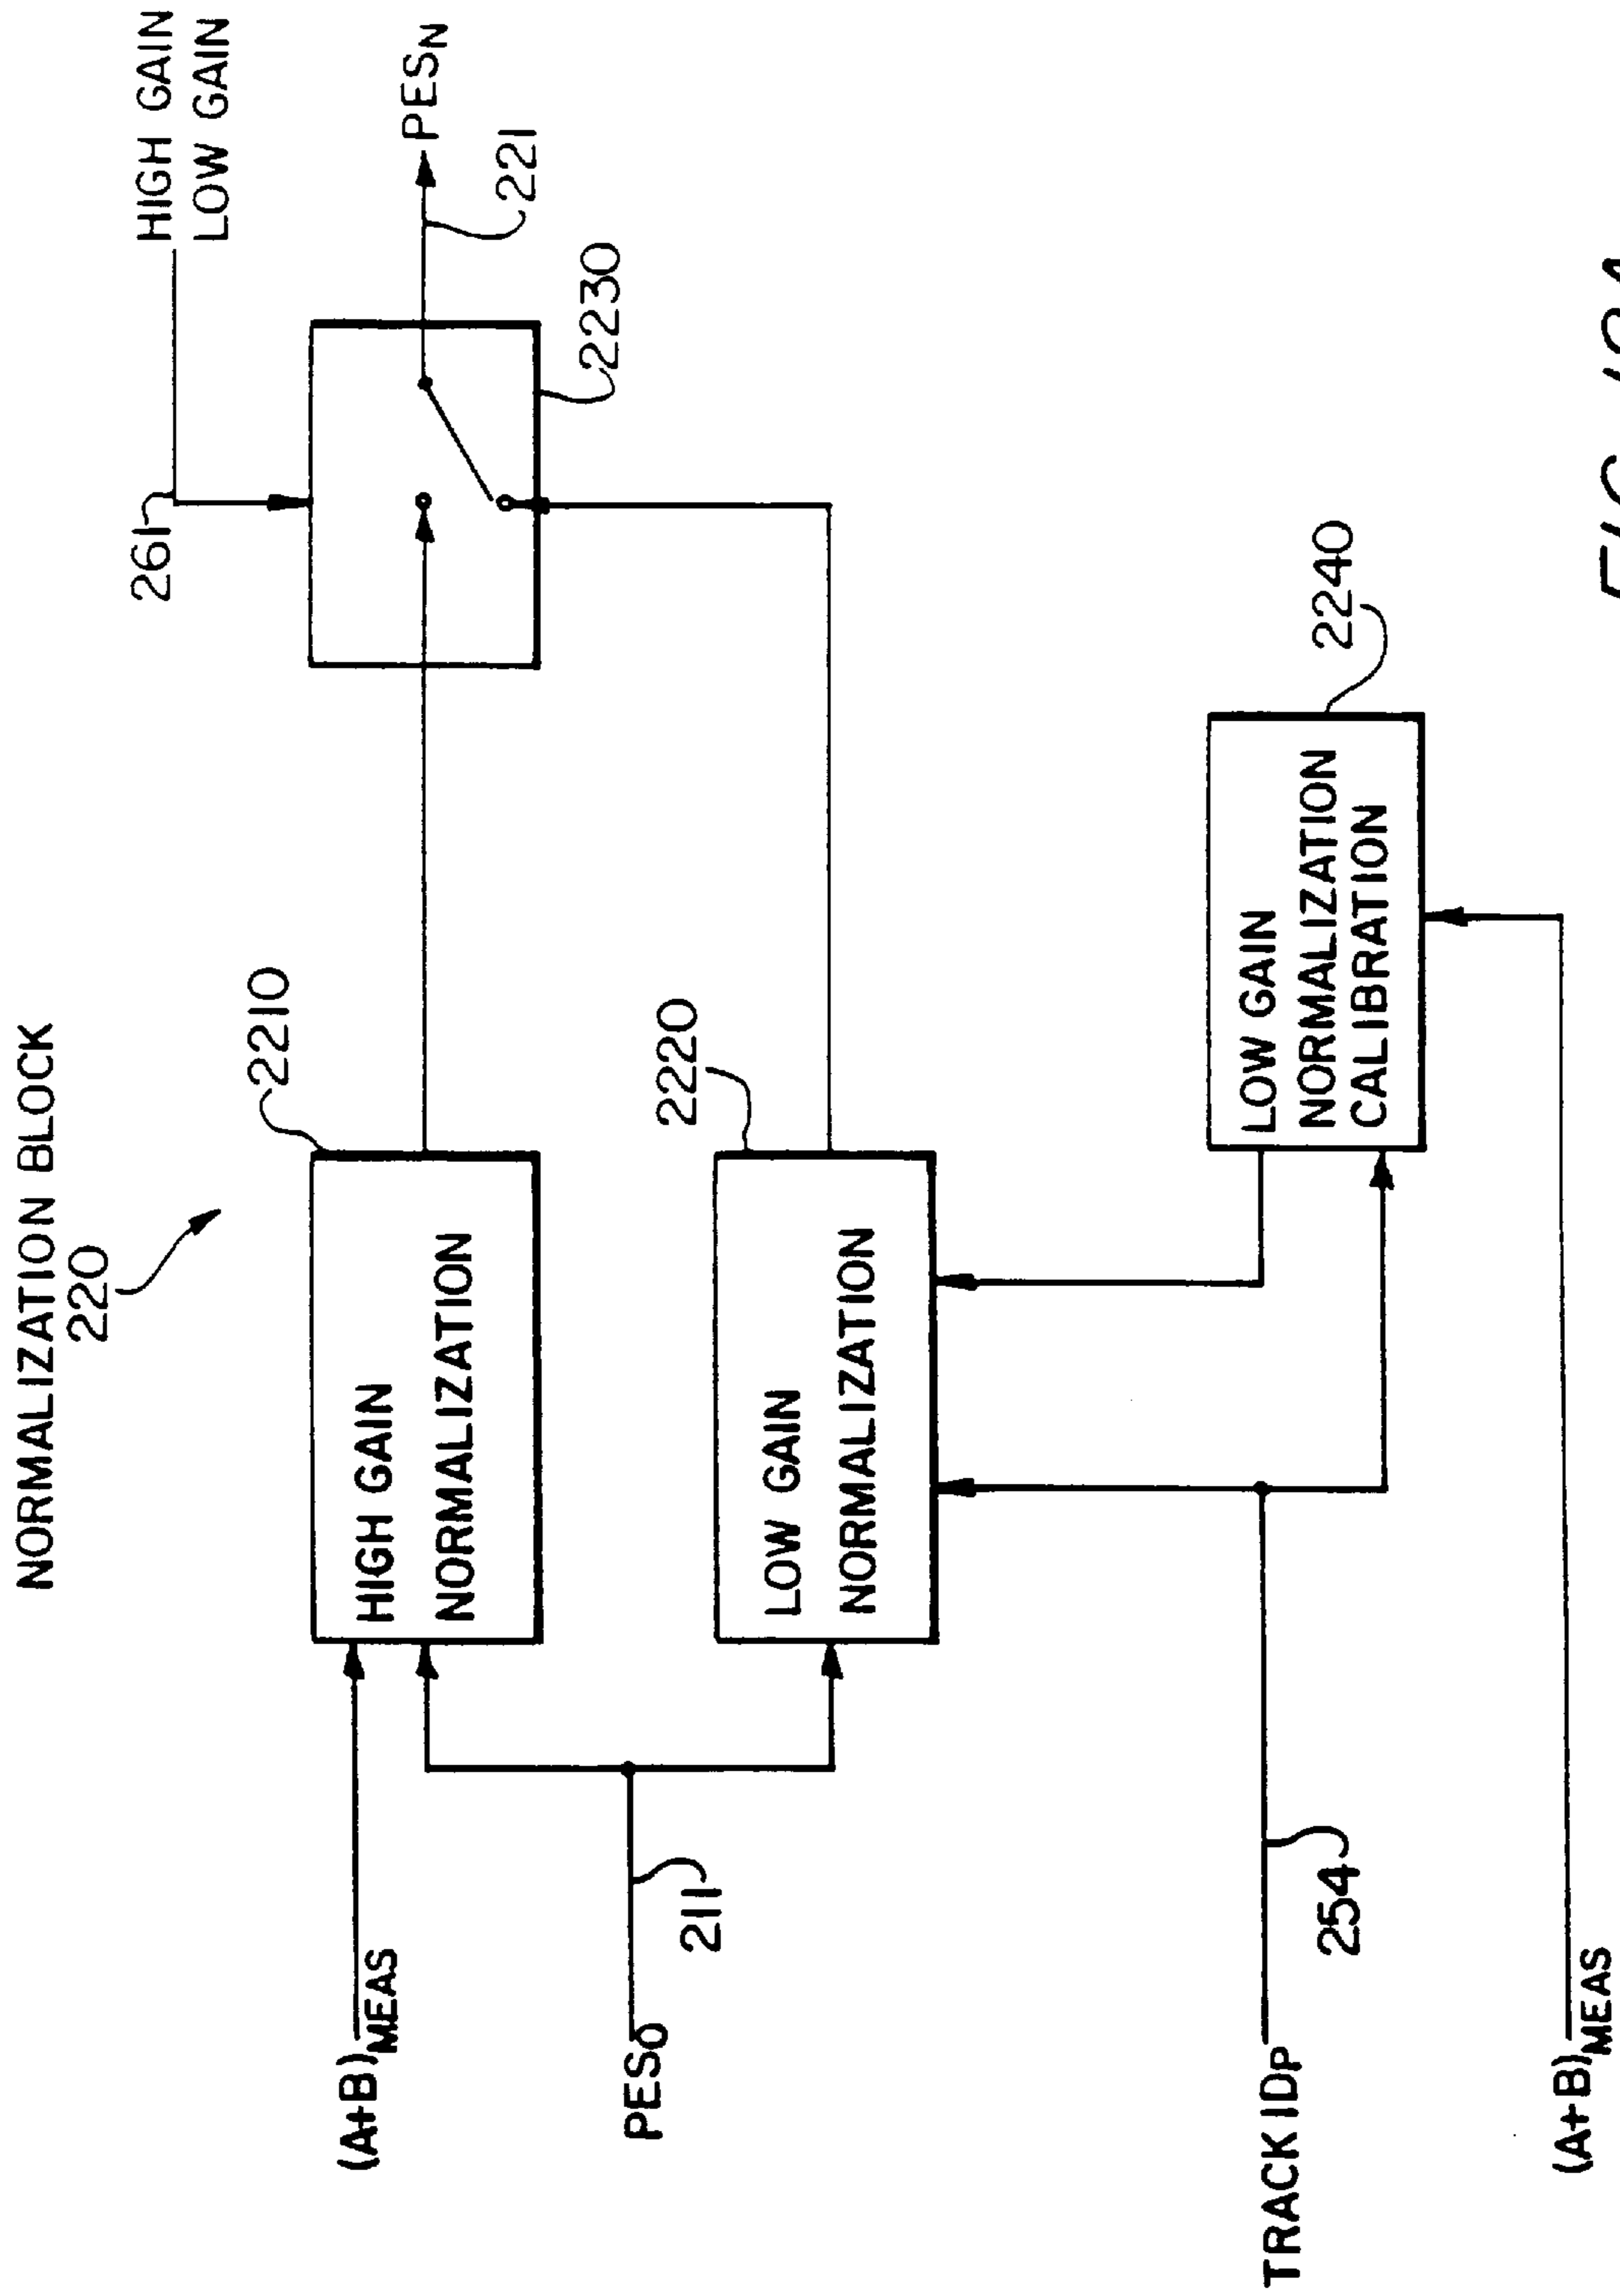 NORMALIZATION BLOCK
220
HIGH GAIN
LOW GAIN
261
PESN
221
2230
2210
HIGH GAIN
NORMALIZATION
(A+B)MEAS
PESO
211
2220
LOW GAIN
NORMALIZATION
2240
LOW GAIN
NORMALIZATION
CALIBRATION
TRACK IDP
254
(A+B)MEAS